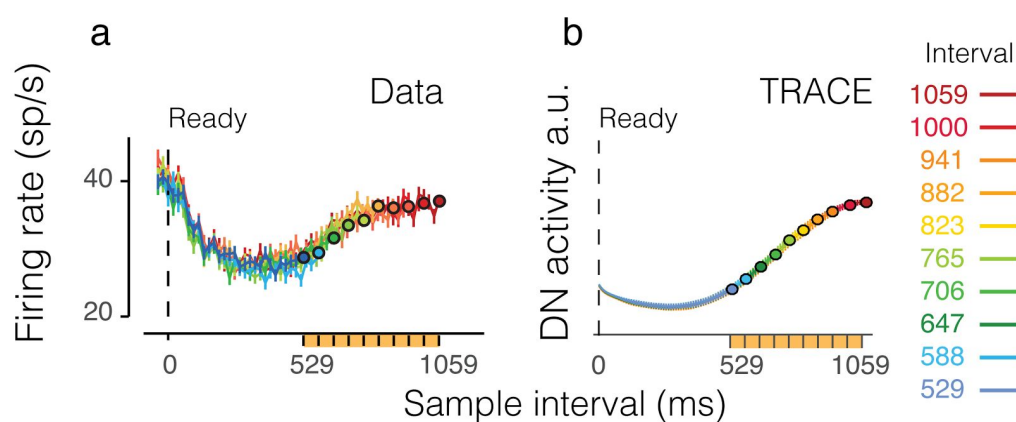 a
Data
Ready
Firing rate (sp/s)
40
20
0
529
1059
b
TRACE
Ready
DN activity a.u.
0
529
1059
Sample interval (ms)
Interval
1059
1000
941
882
823
765
706
647
588
529